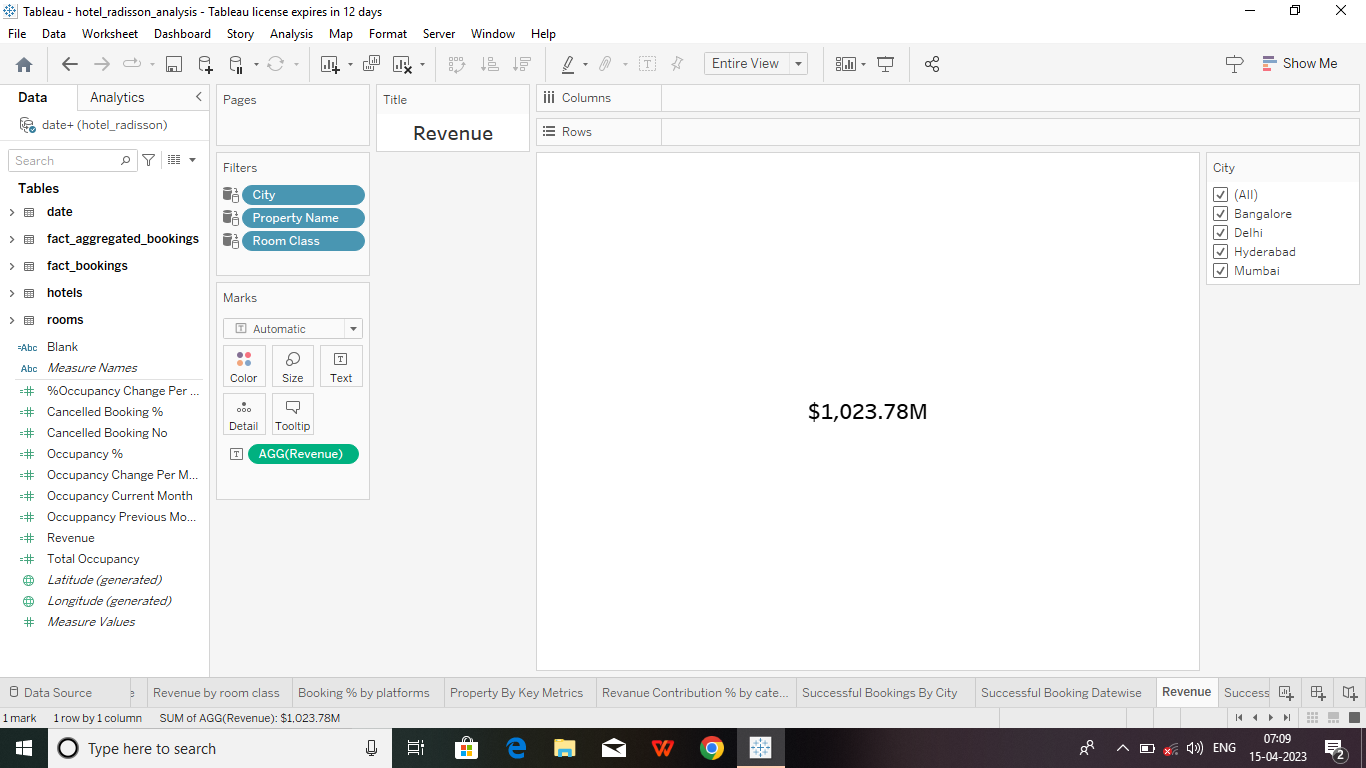 Tableau - hotel_radisson_analysis - Tableau license expires in 12 days
File Data Worksheet Dashboard Story Analysis Map Format Server Window Help
Entire View
Show Me
Data Analytics
date+ (hotel_radisson)
Search
Tables
date
fact_aggregated_bookings
fact_bookings
hotels
rooms
=Abc Blank
Abc Measure Names
%Occupancy Change Per ...
Cancelled Booking %
Cancelled Booking No
Occupancy %
Occupancy Change Per M...
Occupancy Current Month
Occuppancy Previous Mo...
Revenue
Total Occupancy
Latitude (generated)
Longitude (generated)
Measure Values
Pages
Filters
City
Property Name
Room Class
Marks
Automatic
Color Size Text
Detail Tooltip
AGG(Revenue)
Title
Revenue
Columns
Rows
$1,023.78M
City
(All)
Bangalore
Delhi
Hyderabad
Mumbai
Data Source Revenue by room class Booking % by platforms Property By Key Metrics Revanue Contribution % by cate... Successful Bookings By City Successful Booking Datewise Revenue Success
1 mark 1 row by 1 column SUM of AGG(Revenue): $1,023.78M
Type here to search
ENG
07:09
15-04-2023
2